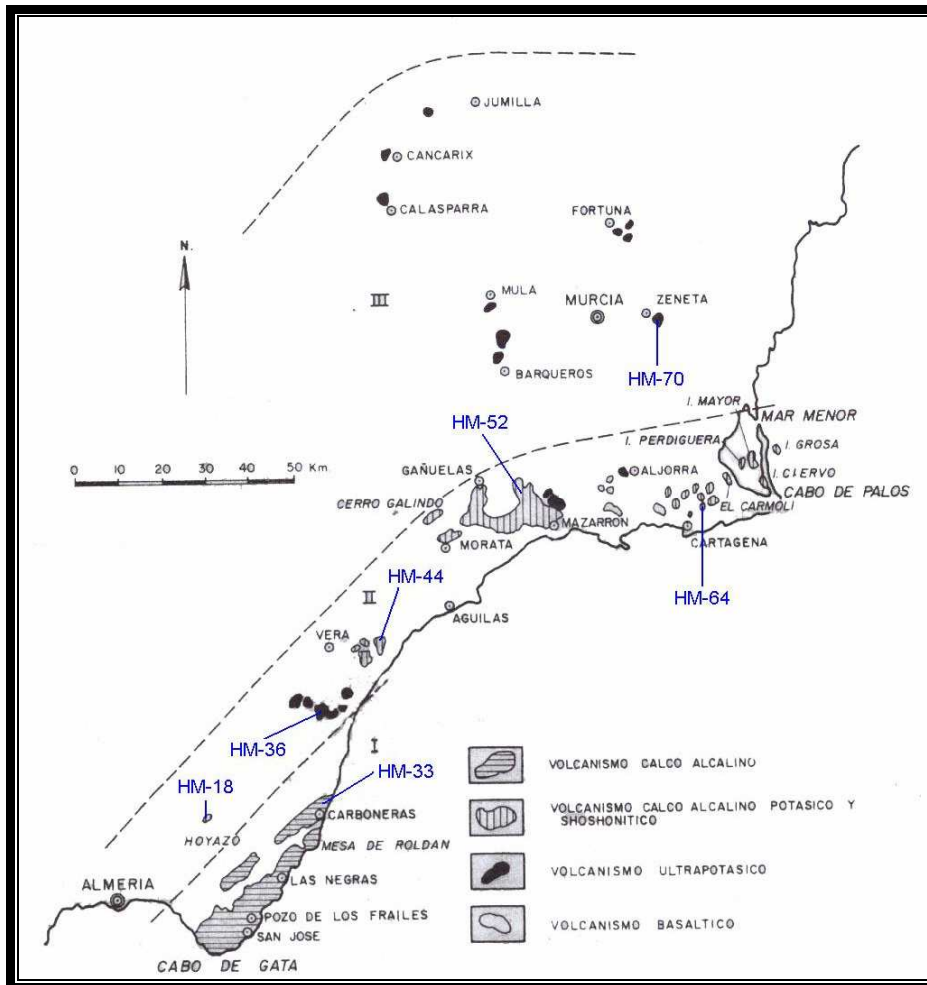 JUMILLA
CANCARIX
CALASPARRA
FORTUNA
N.
MULA
III
MURCIA
ZENETA
BARQUEROS
HM-70
I. MAYOR
MAR MENOR
HM-52
I. PERDIGUERA
I. GROSA
0 10 20 30 40 50 Km.
GAÑUELAS
ALJORRA
I. CIERVO
CABO DE PALOS
CERRO GALINDO
EL CARMOLI
MAZARRON
MORATA
CARTAGENA
HM-44
HM-64
II
AGUILAS
VERA
HM-36
I
HM-33
VOLCANISMO CALCO ALCALINO
HM-18
CARBONERAS
VOLCANISMO CALCO ALCALINO POTASICO Y
SHOSHONITICO
HOYAZO
MESA DE ROLDAN
VOLCANISMO ULTRAPOTASICO
LAS NEGRAS
ALMERIA
POZO DE LOS FRAILES
VOLCANISMO BASALTICO
SAN JOSE
CABO DE GATA